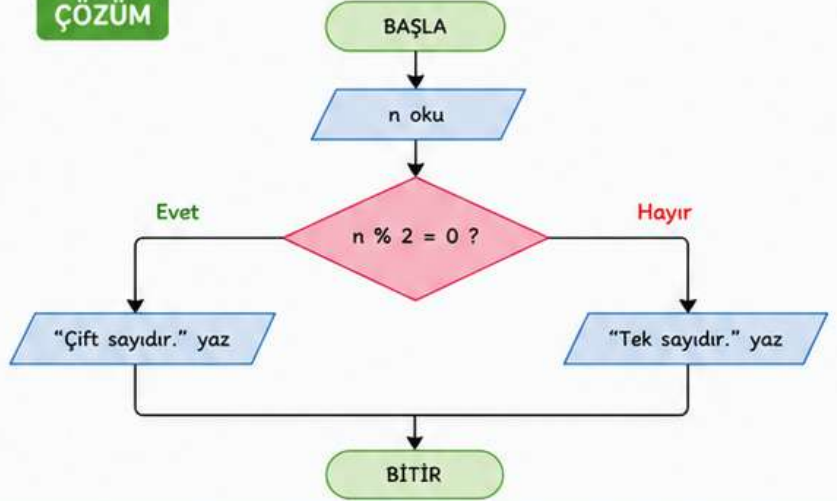 ÇÖZÜM
BAŞLA
n oku
n % 2 = 0 ?
Evet
Hayır
“Çift sayıdır.” yaz
“Tek sayıdır.” yaz
BİTİR